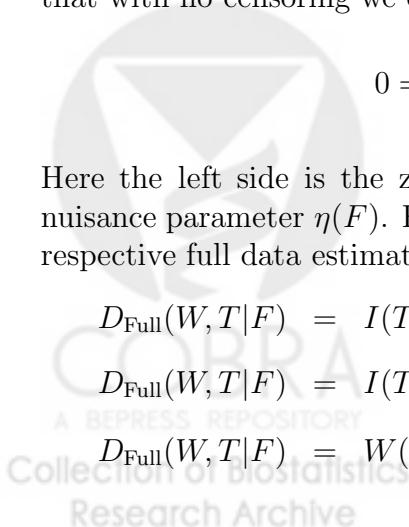 that with no censoring we
0 =
Here the left side is the z
nuisance parameter η(F).
respective full data estimat
D_Full(W, T|F) = I(T
D_Full(W, T|F) = I(T
D_Full(W, T|F) = W(
COBRA
A BEPRESS REPOSITORY
Collection of Biostatistics
Research Archive